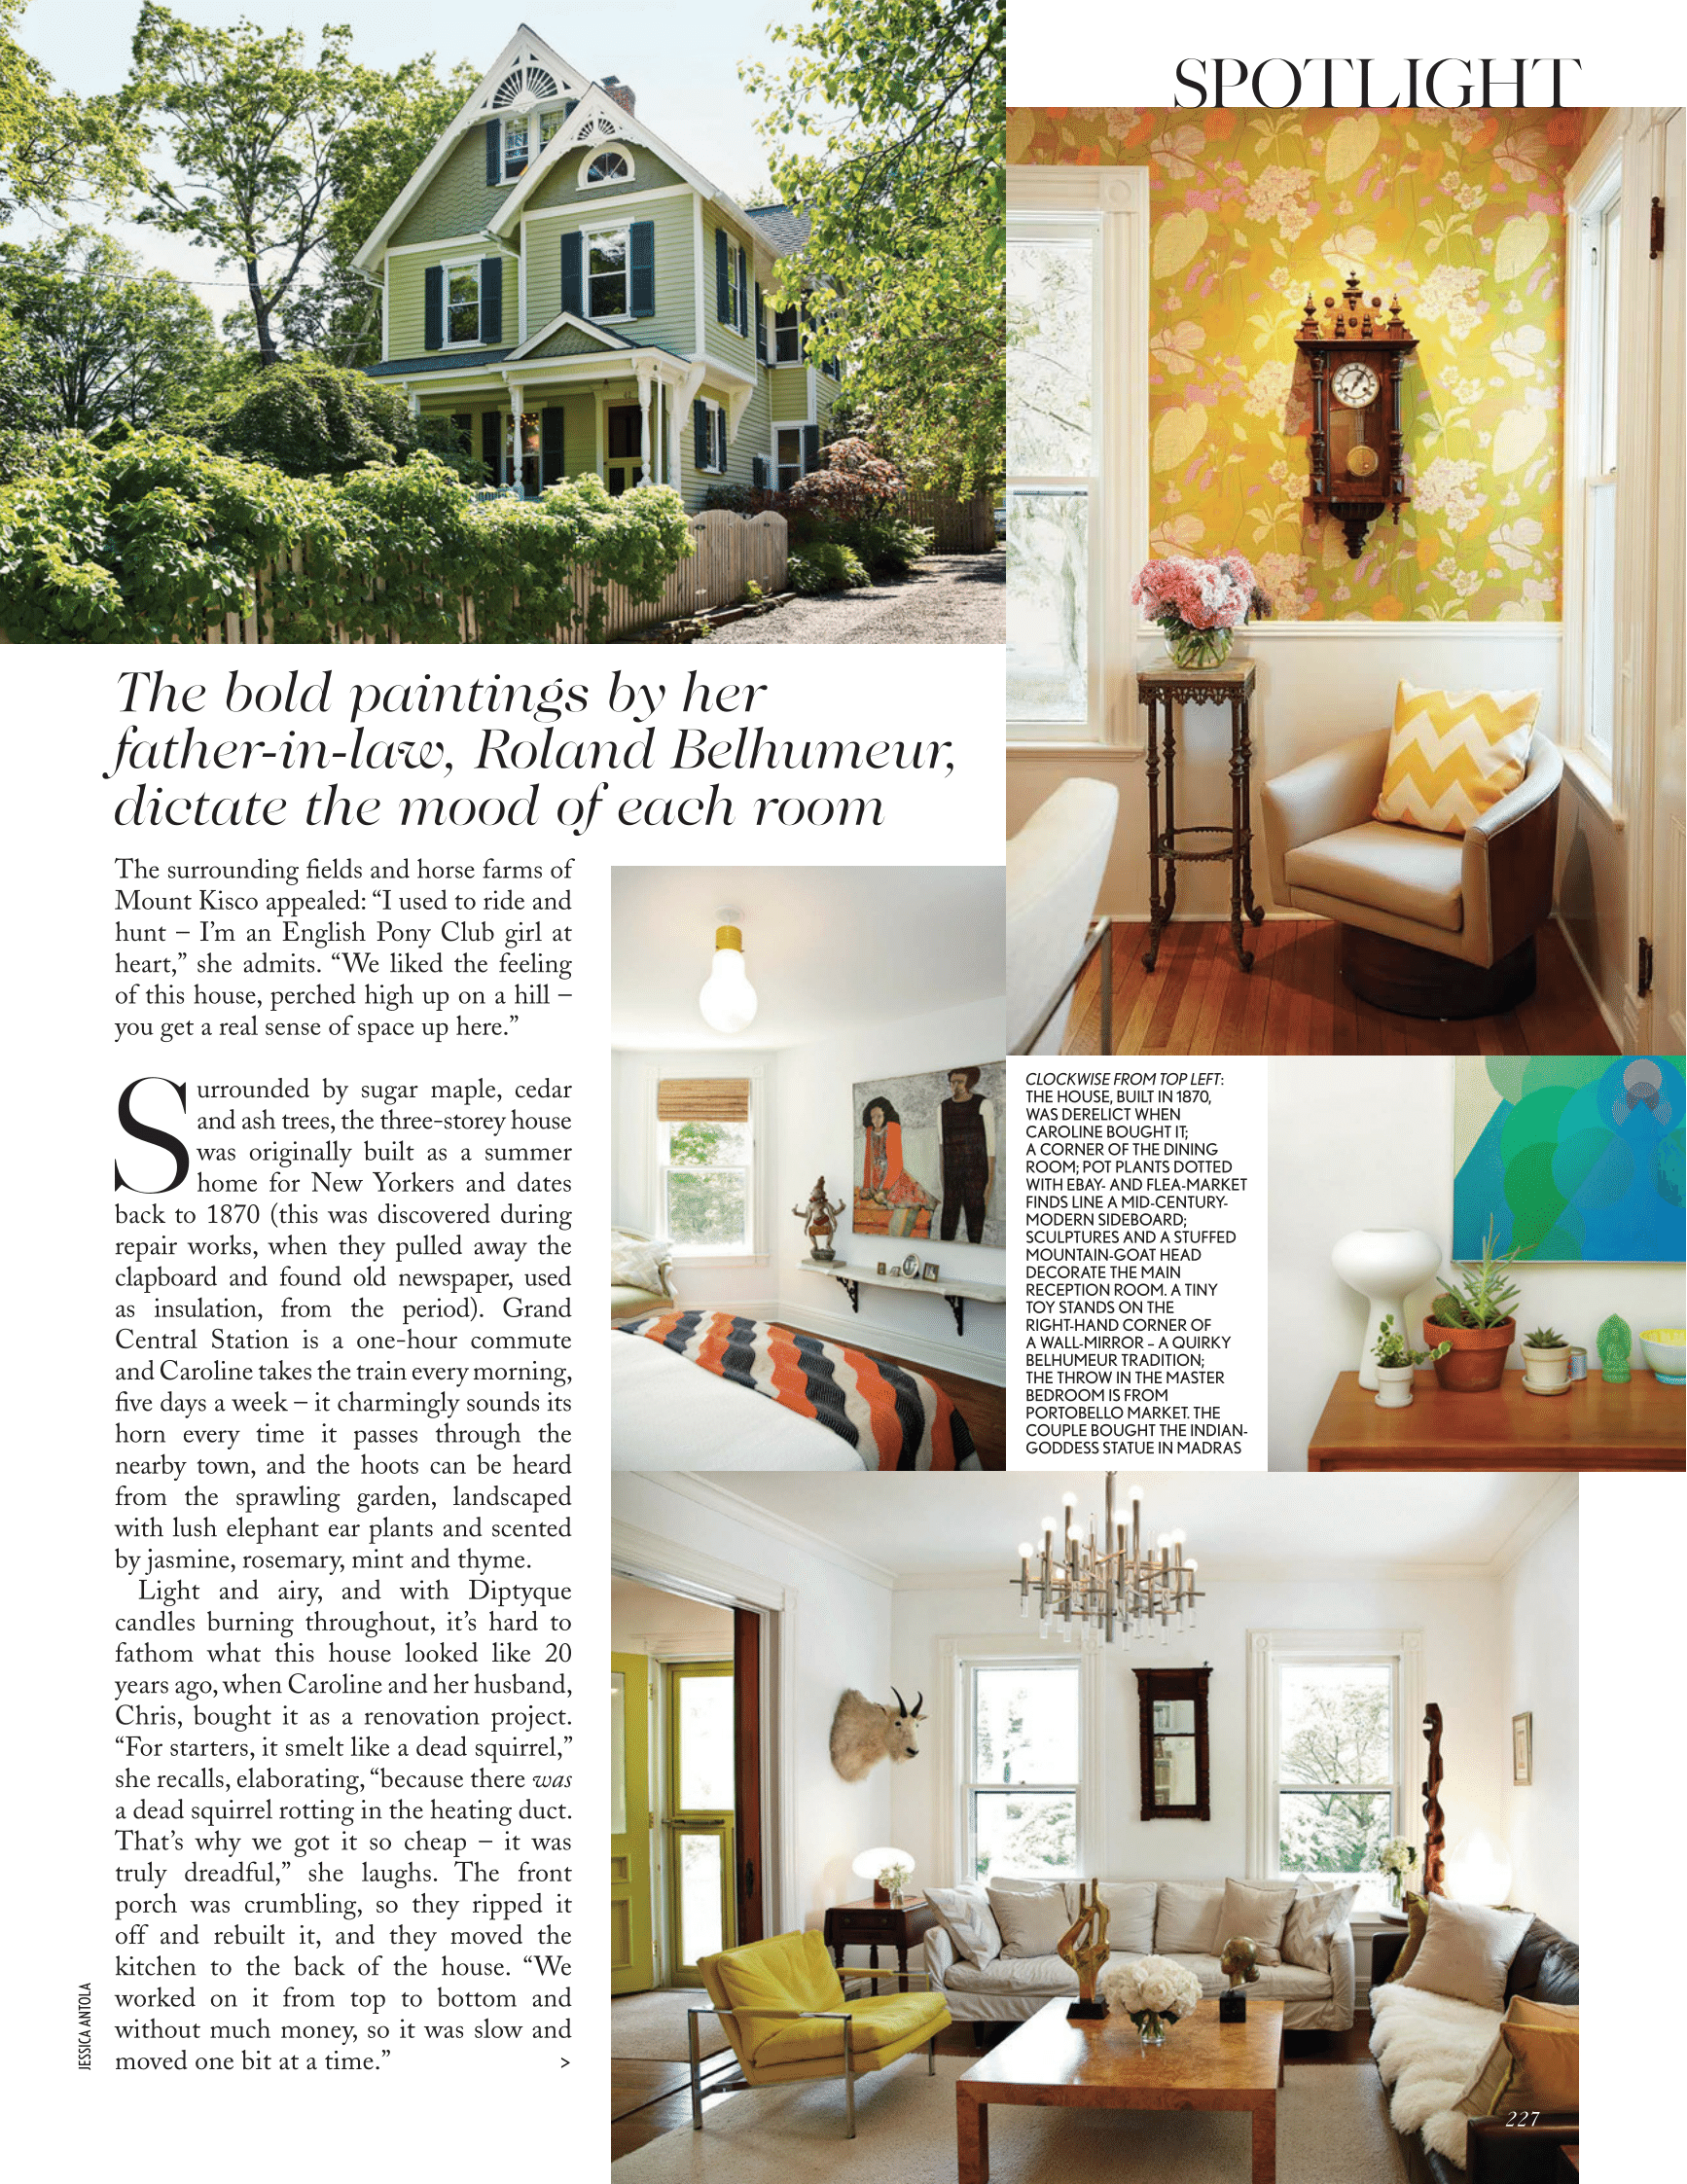 SPOTLIGHT
The bold paintings by her
father-in-law, Roland Belhumeur,
dictate the mood of each room
The surrounding fields and horse farms of
Mount Kisco appealed: “I used to ride and
hunt – I’m an English Pony Club girl at
heart,” she admits. “We liked the feeling
of this house, perched high up on a hill –
you get a real sense of space up here.”
Surrounded by sugar maple, cedar
and ash trees, the three-storey house
was originally built as a summer
home for New Yorkers and dates
back to 1870 (this was discovered during
repair works, when they pulled away the
clapboard and found old newspaper, used
as insulation, from the period). Grand
Central Station is a one-hour commute
and Caroline takes the train every morning,
five days a week – it charmingly sounds its
horn every time it passes through the
nearby town, and the hoots can be heard
from the sprawling garden, landscaped
with lush elephant ear plants and scented
by jasmine, rosemary, mint and thyme.
Light and airy, and with Diptyque
candles burning throughout, it’s hard to
fathom what this house looked like 20
years ago, when Caroline and her husband,
Chris, bought it as a renovation project.
“For starters, it smelt like a dead squirrel,”
she recalls, elaborating, “because there was
a dead squirrel rotting in the heating duct.
That’s why we got it so cheap – it was
truly dreadful,” she laughs. The front
porch was crumbling, so they ripped it
off and rebuilt it, and they moved the
kitchen to the back of the house. “We
worked on it from top to bottom and
without much money, so it was slow and
moved one bit at a time.” >
CLOCKWISE FROM TOP LEFT:
THE HOUSE, BUILT IN 1870,
WAS DERELICT WHEN
CAROLINE BOUGHT IT;
A CORNER OF THE DINING
ROOM; POT PLANTS DOTTED
WITH EBAY- AND FLEA-MARKET
FINDS LINE A MID-CENTURY-
MODERN SIDEBOARD;
SCULPTURES AND A STUFFED
MOUNTAIN-GOAT HEAD
DECORATE THE MAIN
RECEPTION ROOM. A TINY
TOY STANDS ON THE
RIGHT-HAND CORNER OF
A WALL-MIRROR – A QUIRKY
BELHUMEUR TRADITION;
THE THROW IN THE MASTER
BEDROOM IS FROM
PORTOBELLO MARKET. THE
COUPLE BOUGHT THE INDIAN-
GODDESS STATUE IN MADRAS
JESSICA ANTOLA
227